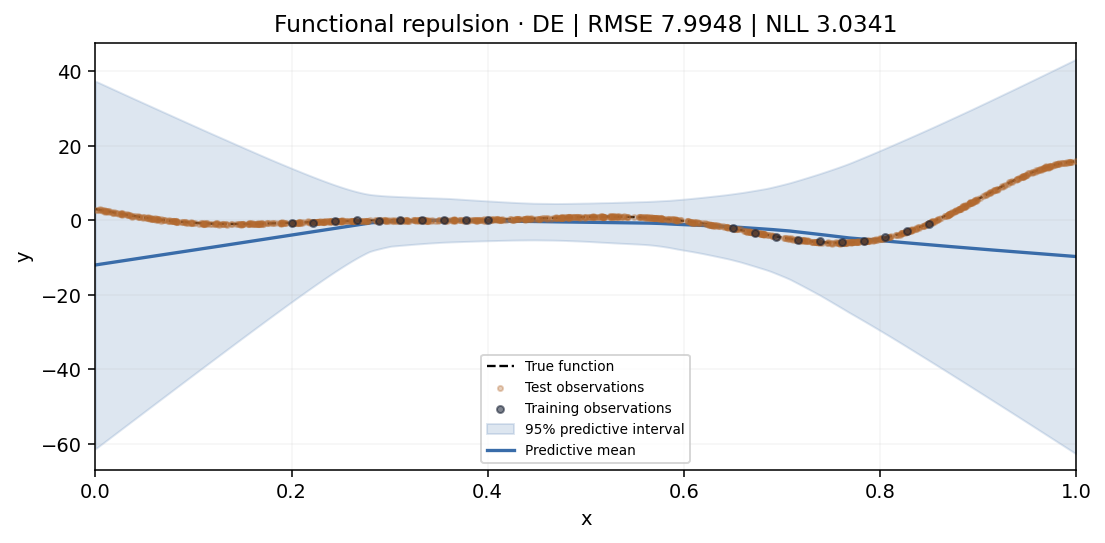 Functional repulsion · DE | RMSE 7.9948 | NLL 3.0341
y
40
20
0
−20
−40
−60
True function
Test observations
Training observations
95% predictive interval
Predictive mean
0.0 0.2 0.4 0.6 0.8 1.0
x